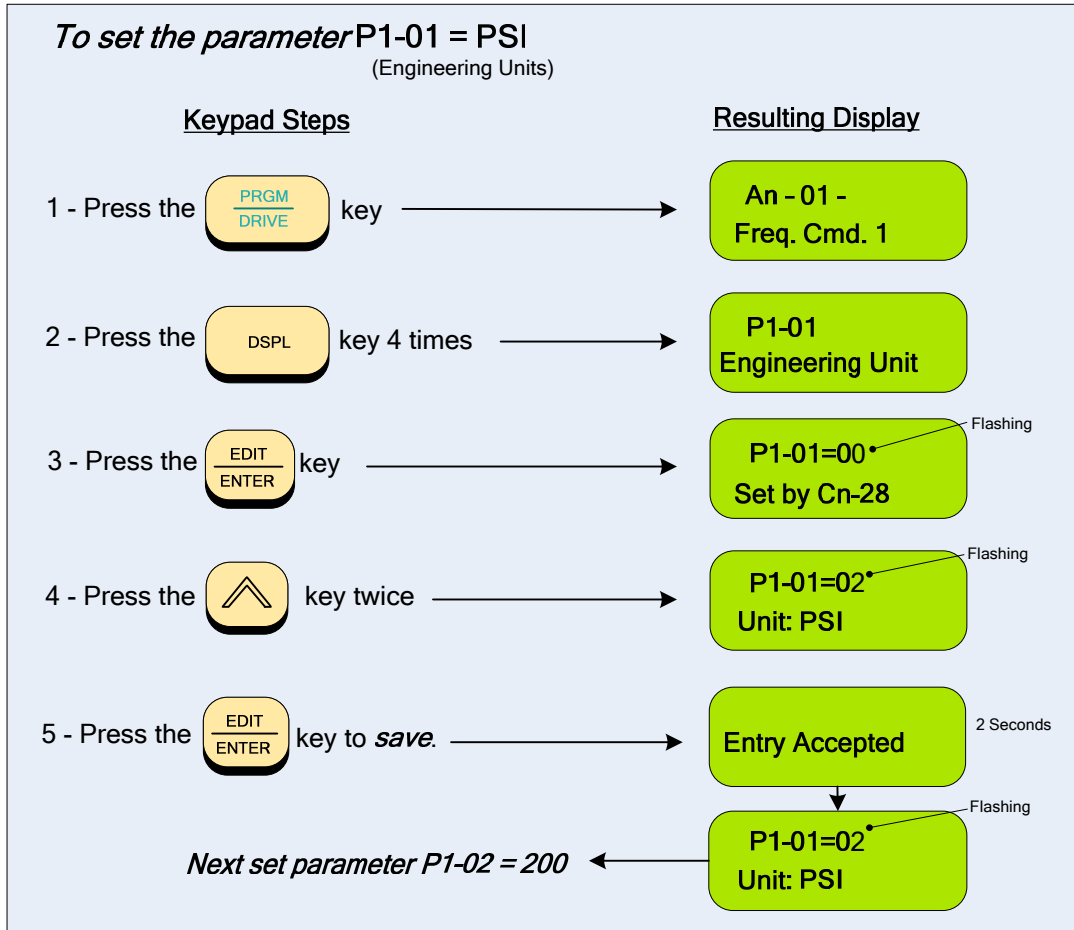 To set the parameter P1-01 = PSI
(Engineering Units)
Keypad Steps
Resulting Display
1 - Press the PRGM DRIVE key
An - 01 -
Freq. Cmd. 1
2 - Press the DSPL key 4 times
P1-01
Engineering Unit
3 - Press the EDIT ENTER key
Flashing
P1-01=00
Set by Cn-28
4 - Press the key twice
Flashing
P1-01=02
Unit: PSI
5 - Press the EDIT ENTER key to save.
Entry Accepted
2 Seconds
Flashing
P1-01=02
Unit: PSI
Next set parameter P1-02 = 200